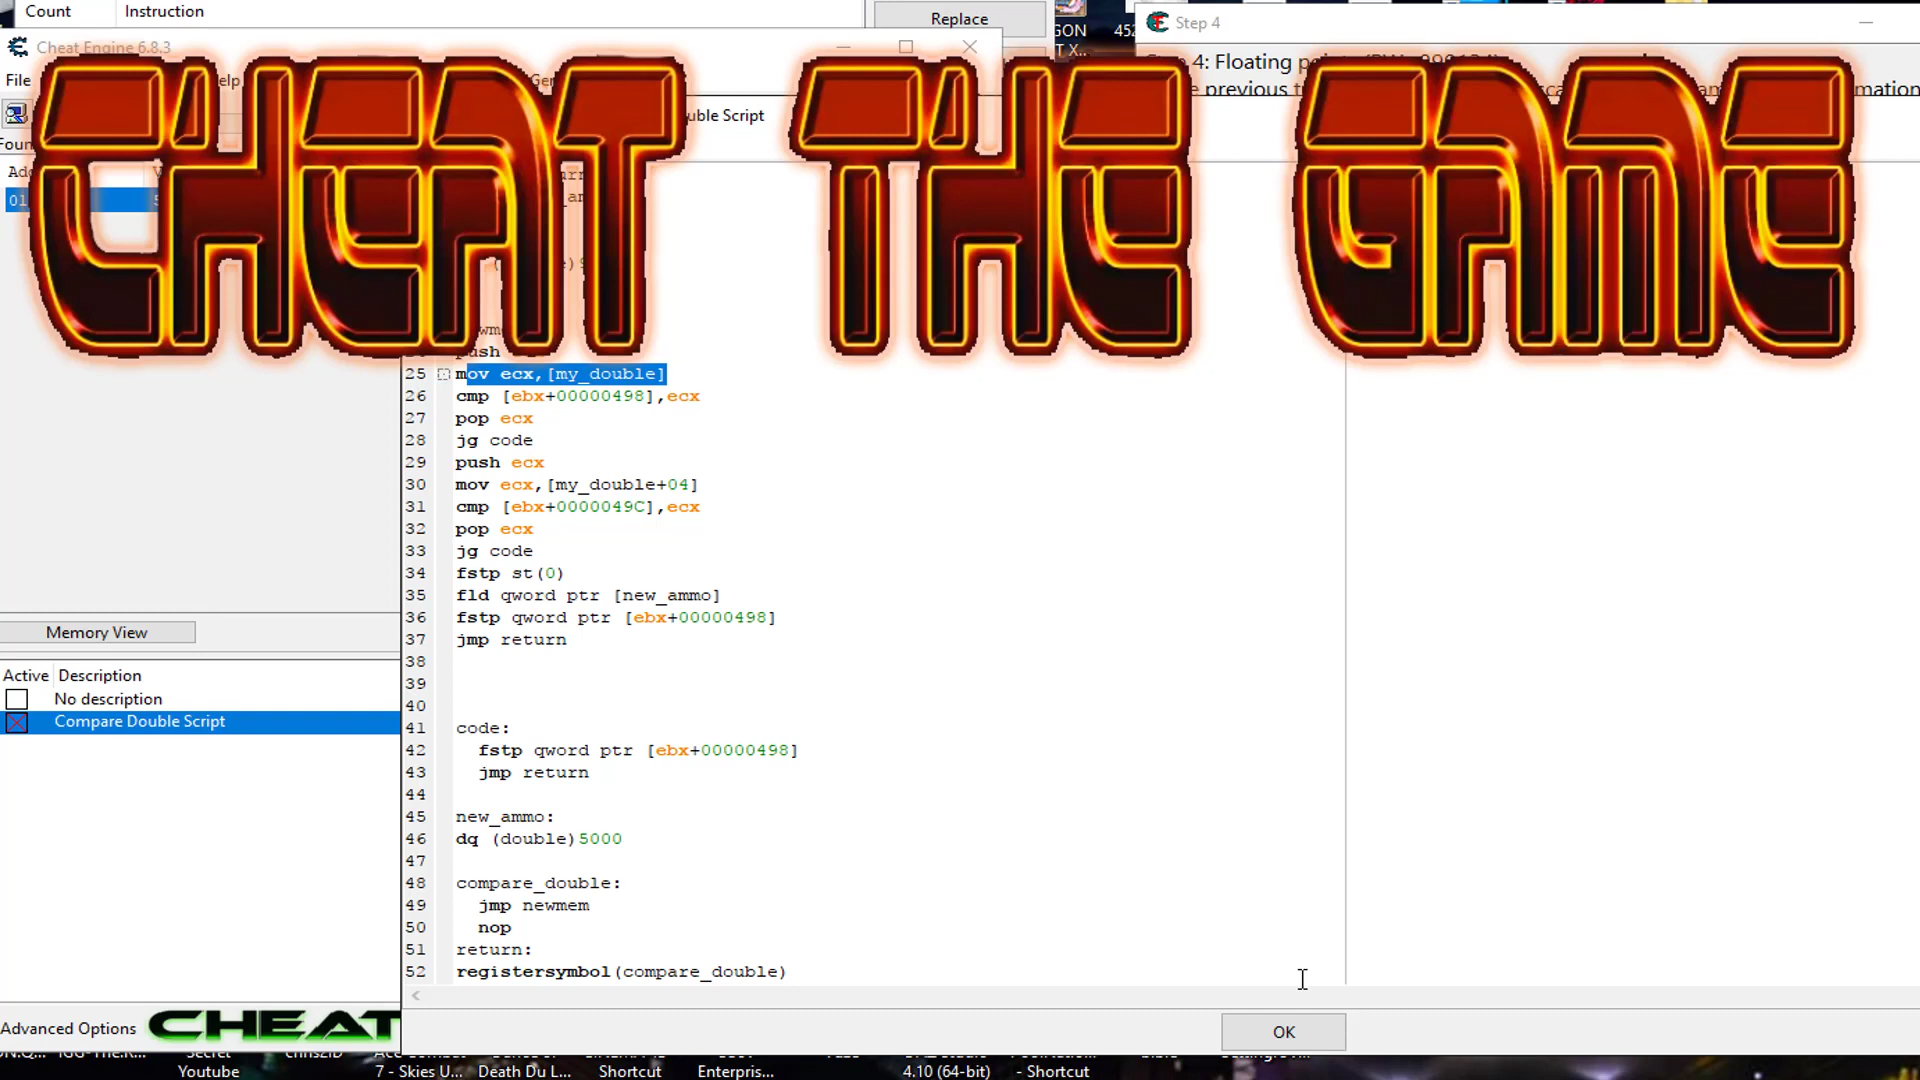 Count Instruction
Replace
Step 4
Cheat Engine 6.8.3
File
CHEAT THE GAME
25 mov ecx,[my_double]
26 cmp [ebx+00000498],ecx
27 pop ecx
28 jg code
29 push ecx
30 mov ecx,[my_double+04]
31 cmp [ebx+0000049C],ecx
32 pop ecx
33 jg code
34 fstp st(0)
35 fld qword ptr [new_ammo]
36 fstp qword ptr [ebx+00000498]
37 jmp return
38
39
40
41 code:
42 fstp qword ptr [ebx+00000498]
43 jmp return
44
45 new_ammo:
46 dq (double)5000
47
48 compare_double:
49 jmp newmem
50 nop
51 return:
52 registersymbol(compare_double)
Memory View
Active Description
No description
Compare Double Script
Advanced Options CHEAT
OK
Youtube
7 - Skies U...
Death Du L...
Shortcut
Enterpris...
4.10 (64-bit)
- Shortcut